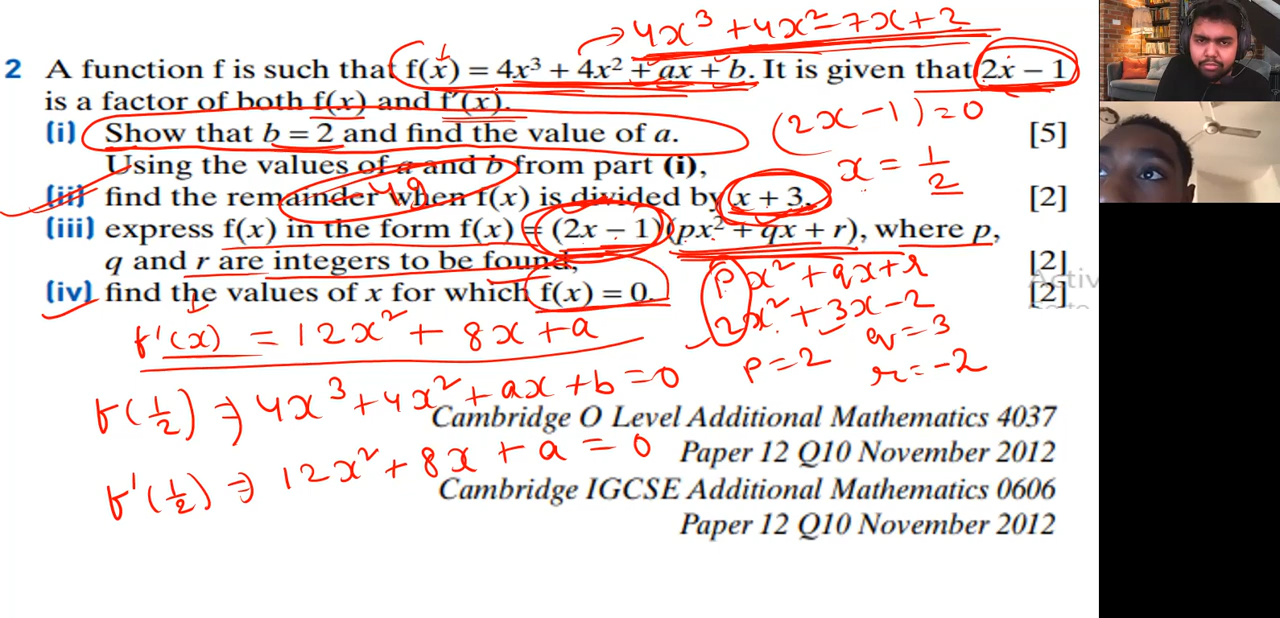 4x³ + 4x² - 7x + 2
2 A function f is such that f(x) = 4x³ + 4x² + ax + b. It is given that 2x − 1
is a factor of both f(x) and f′(x).
(2x - 1) = 0
(i) Show that b = 2 and find the value of a. [5]
Using the values of a and b from part (i),
x = 1/2
49
(ii) find the remainder when f(x) is divided by x + 3, [2]
(iii) express f(x) in the form f(x) = (2x − 1)(px² + qx + r), where p,
q and r are integers to be found, [2]
(iv) find the values of x for which f(x) = 0. [2]
px² + qx + r
2x² + 3x - 2
p = 2
q = 3
r = -2
f'(x) = 12x² + 8x + a
f(1/2) ⇒ 4x³ + 4x² + ax + b = 0
f'(1/2) ⇒ 12x² + 8x + a = 0
Cambridge O Level Additional Mathematics 4037
Paper 12 Q10 November 2012
Cambridge IGCSE Additional Mathematics 0606
Paper 12 Q10 November 2012